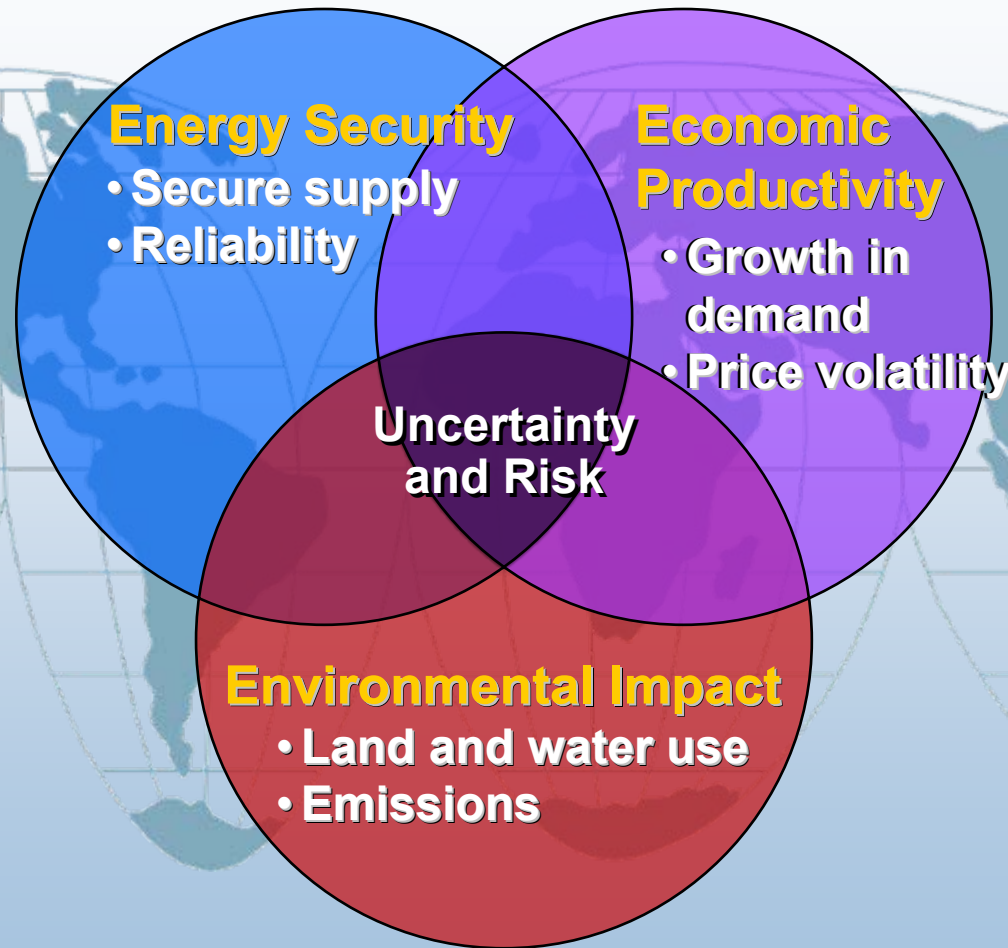 Energy Security
• Secure supply
• Reliability
Economic
Productivity
• Growth in
demand
• Price volatility
Uncertainty
and Risk
Environmental Impact
• Land and water use
• Emissions